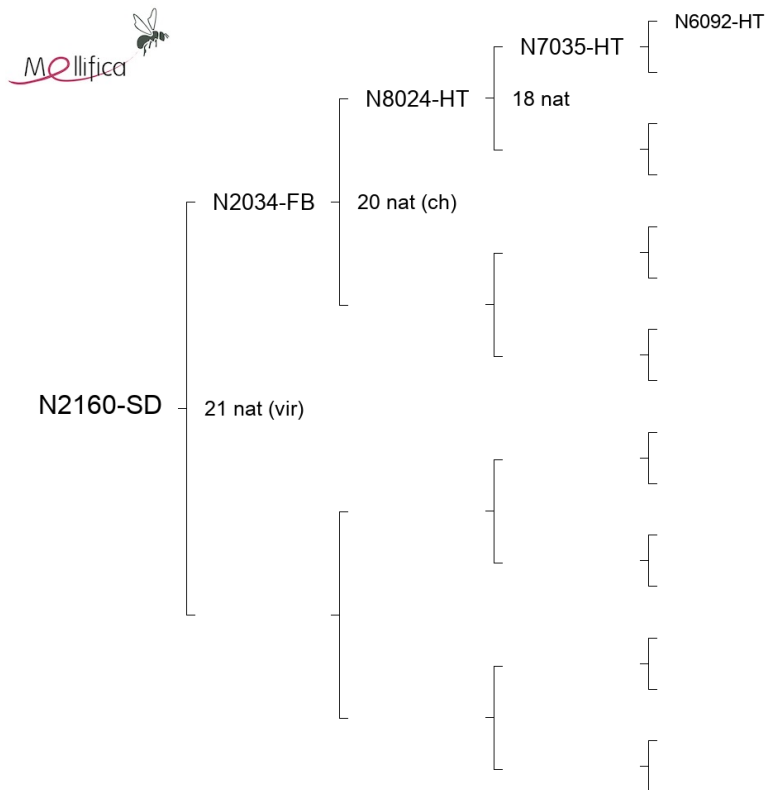 Mellifica
N6092-HT
N7035-HT
N8024-HT
18 nat
N2034-FB
20 nat (ch)
N2160-SD
21 nat (vir)